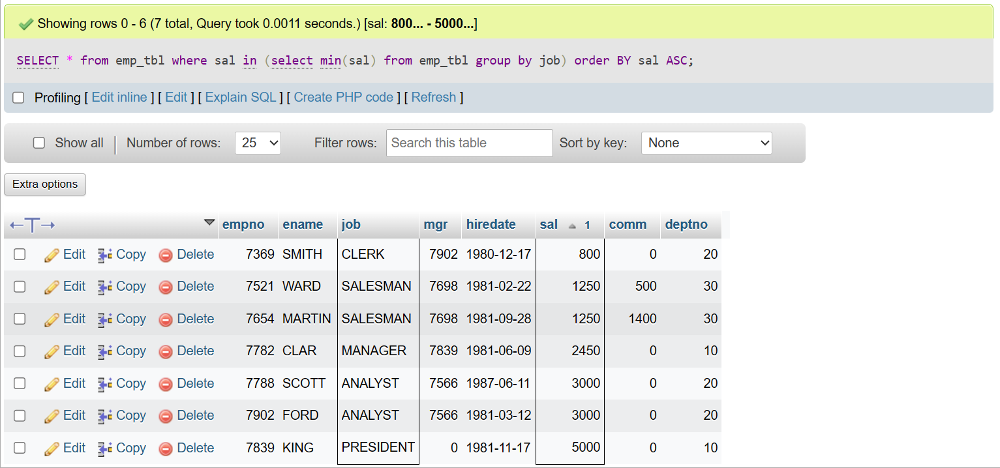 Showing rows 0 - 6 (7 total, Query took 0.0011 seconds.) [sal: 800... - 5000...]
SELECT * from emp_tbl where sal in (select min(sal) from emp_tbl group by job) order BY sal ASC;
Profiling [ Edit inline ] [ Edit ] [ Explain SQL ] [ Create PHP code ] [ Refresh ]
Show all | Number of rows: 25 Filter rows: Search this table Sort by key: None
Extra options
←T→ empno ename job mgr hiredate sal 1 comm deptno
Edit Copy Delete 7369 SMITH CLERK 7902 1980-12-17 800 0 20
Edit Copy Delete 7521 WARD SALESMAN 7698 1981-02-22 1250 500 30
Edit Copy Delete 7654 MARTIN SALESMAN 7698 1981-09-28 1250 1400 30
Edit Copy Delete 7782 CLAR MANAGER 7839 1981-06-09 2450 0 10
Edit Copy Delete 7788 SCOTT ANALYST 7566 1987-06-11 3000 0 20
Edit Copy Delete 7902 FORD ANALYST 7566 1981-03-12 3000 0 20
Edit Copy Delete 7839 KING PRESIDENT 0 1981-11-17 5000 0 10